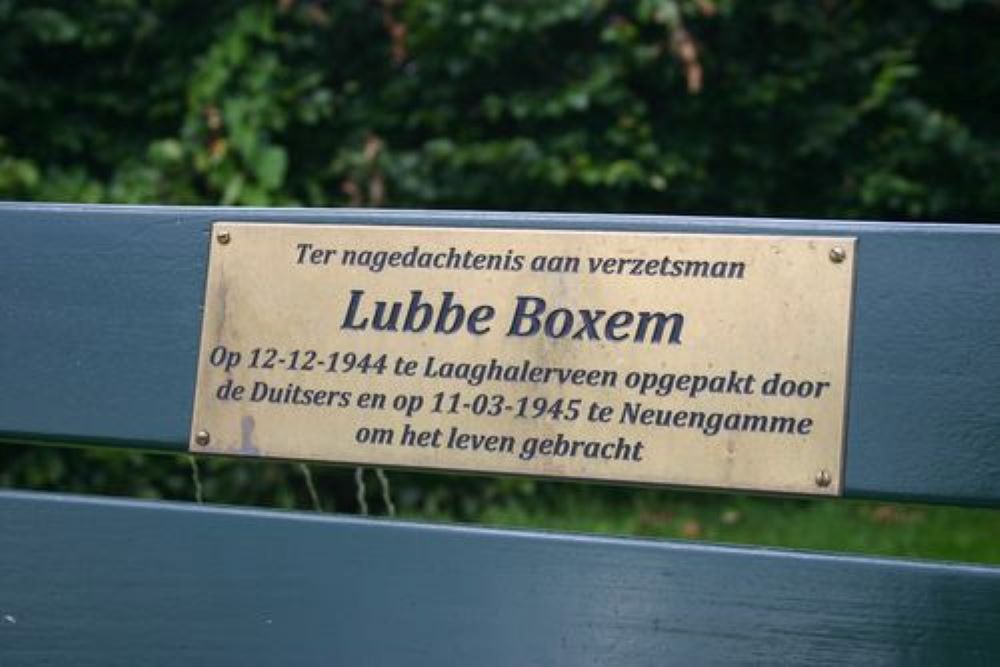 Ter nagedachtenis aan verzetsman
Lubbe Boxem
Op 12-12-1944 te Laaghalerveen opgepakt door
de Duitsers en op 11-03-1945 te Neuengamme
om het leven gebracht